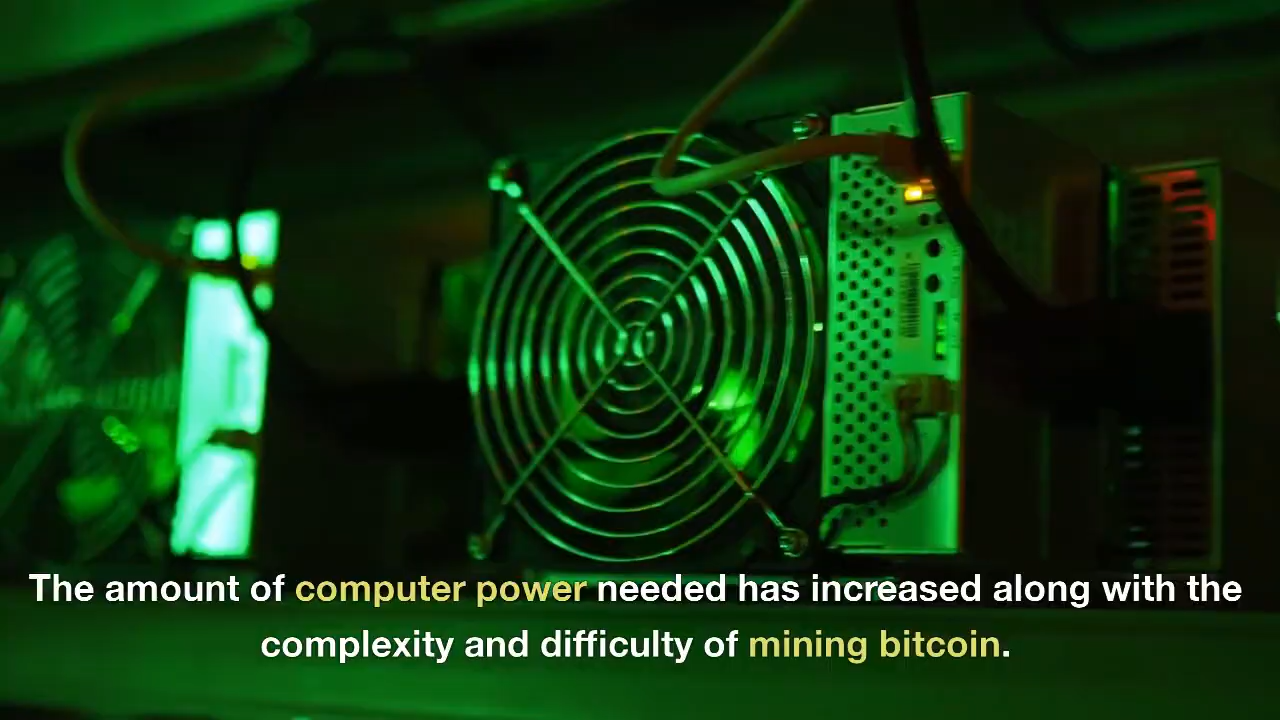 The amount of computer power needed has increased along with the
complexity and difficulty of mining bitcoin.